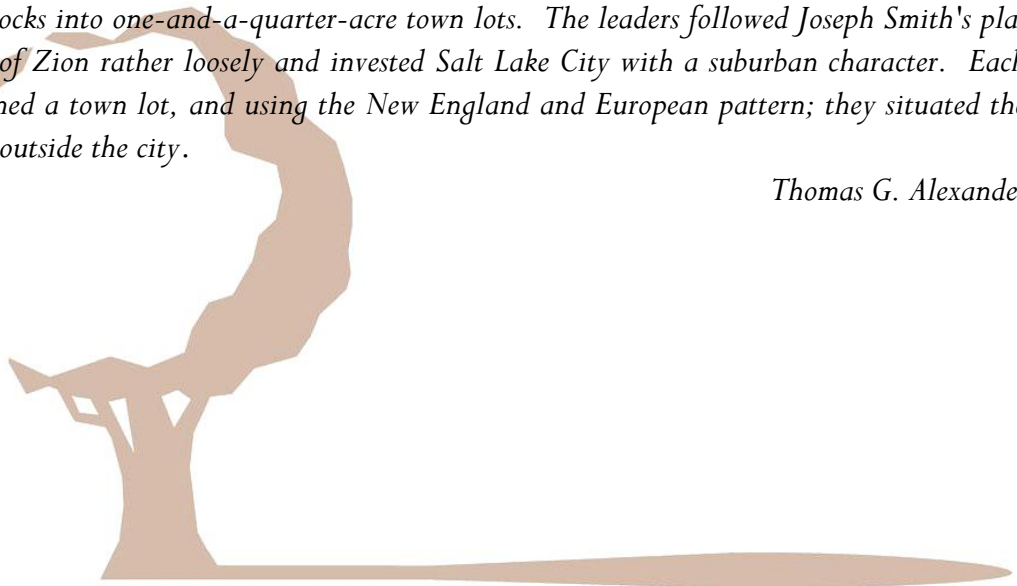 ocks into one-and-a-quarter-acre town lots. The leaders followed Joseph Smith's pla
of Zion rather loosely and invested Salt Lake City with a suburban character. Each
ned a town lot, and using the New England and European pattern; they situated the
outside the city.
Thomas G. Alexande